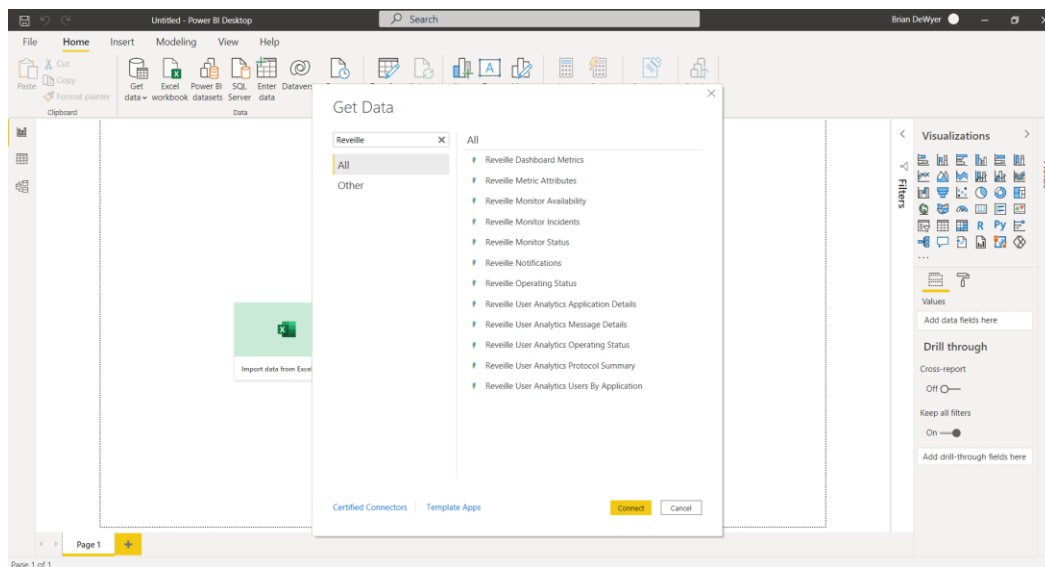 Untitled - Power BI Desktop
Search
Brian DeWyer
File Home Insert Modeling View Help
Paste
Cut
Copy
Format painter
Clipboard
Get data
Excel workbook
Power BI datasets
SQL Server
Enter data
Data
Get Data
Reveille
All
Other
All
Reveille Dashboard Metrics
Reveille Metric Attributes
Reveille Monitor Availability
Reveille Monitor Incidents
Reveille Monitor Status
Reveille Notifications
Reveille Operating Status
Reveille User Analytics Application Details
Reveille User Analytics Message Details
Reveille User Analytics Operating Status
Reveille User Analytics Protocol Summary
Reveille User Analytics Users By Application
Certified Connectors
Template Apps
Connect
Cancel
Import data from Excel
Filters
Visualizations
R Py
Values
Add data fields here
Drill through
Cross-report
Off
Keep all filters
On
Add drill-through fields here
Page 1
Page 1 of 1